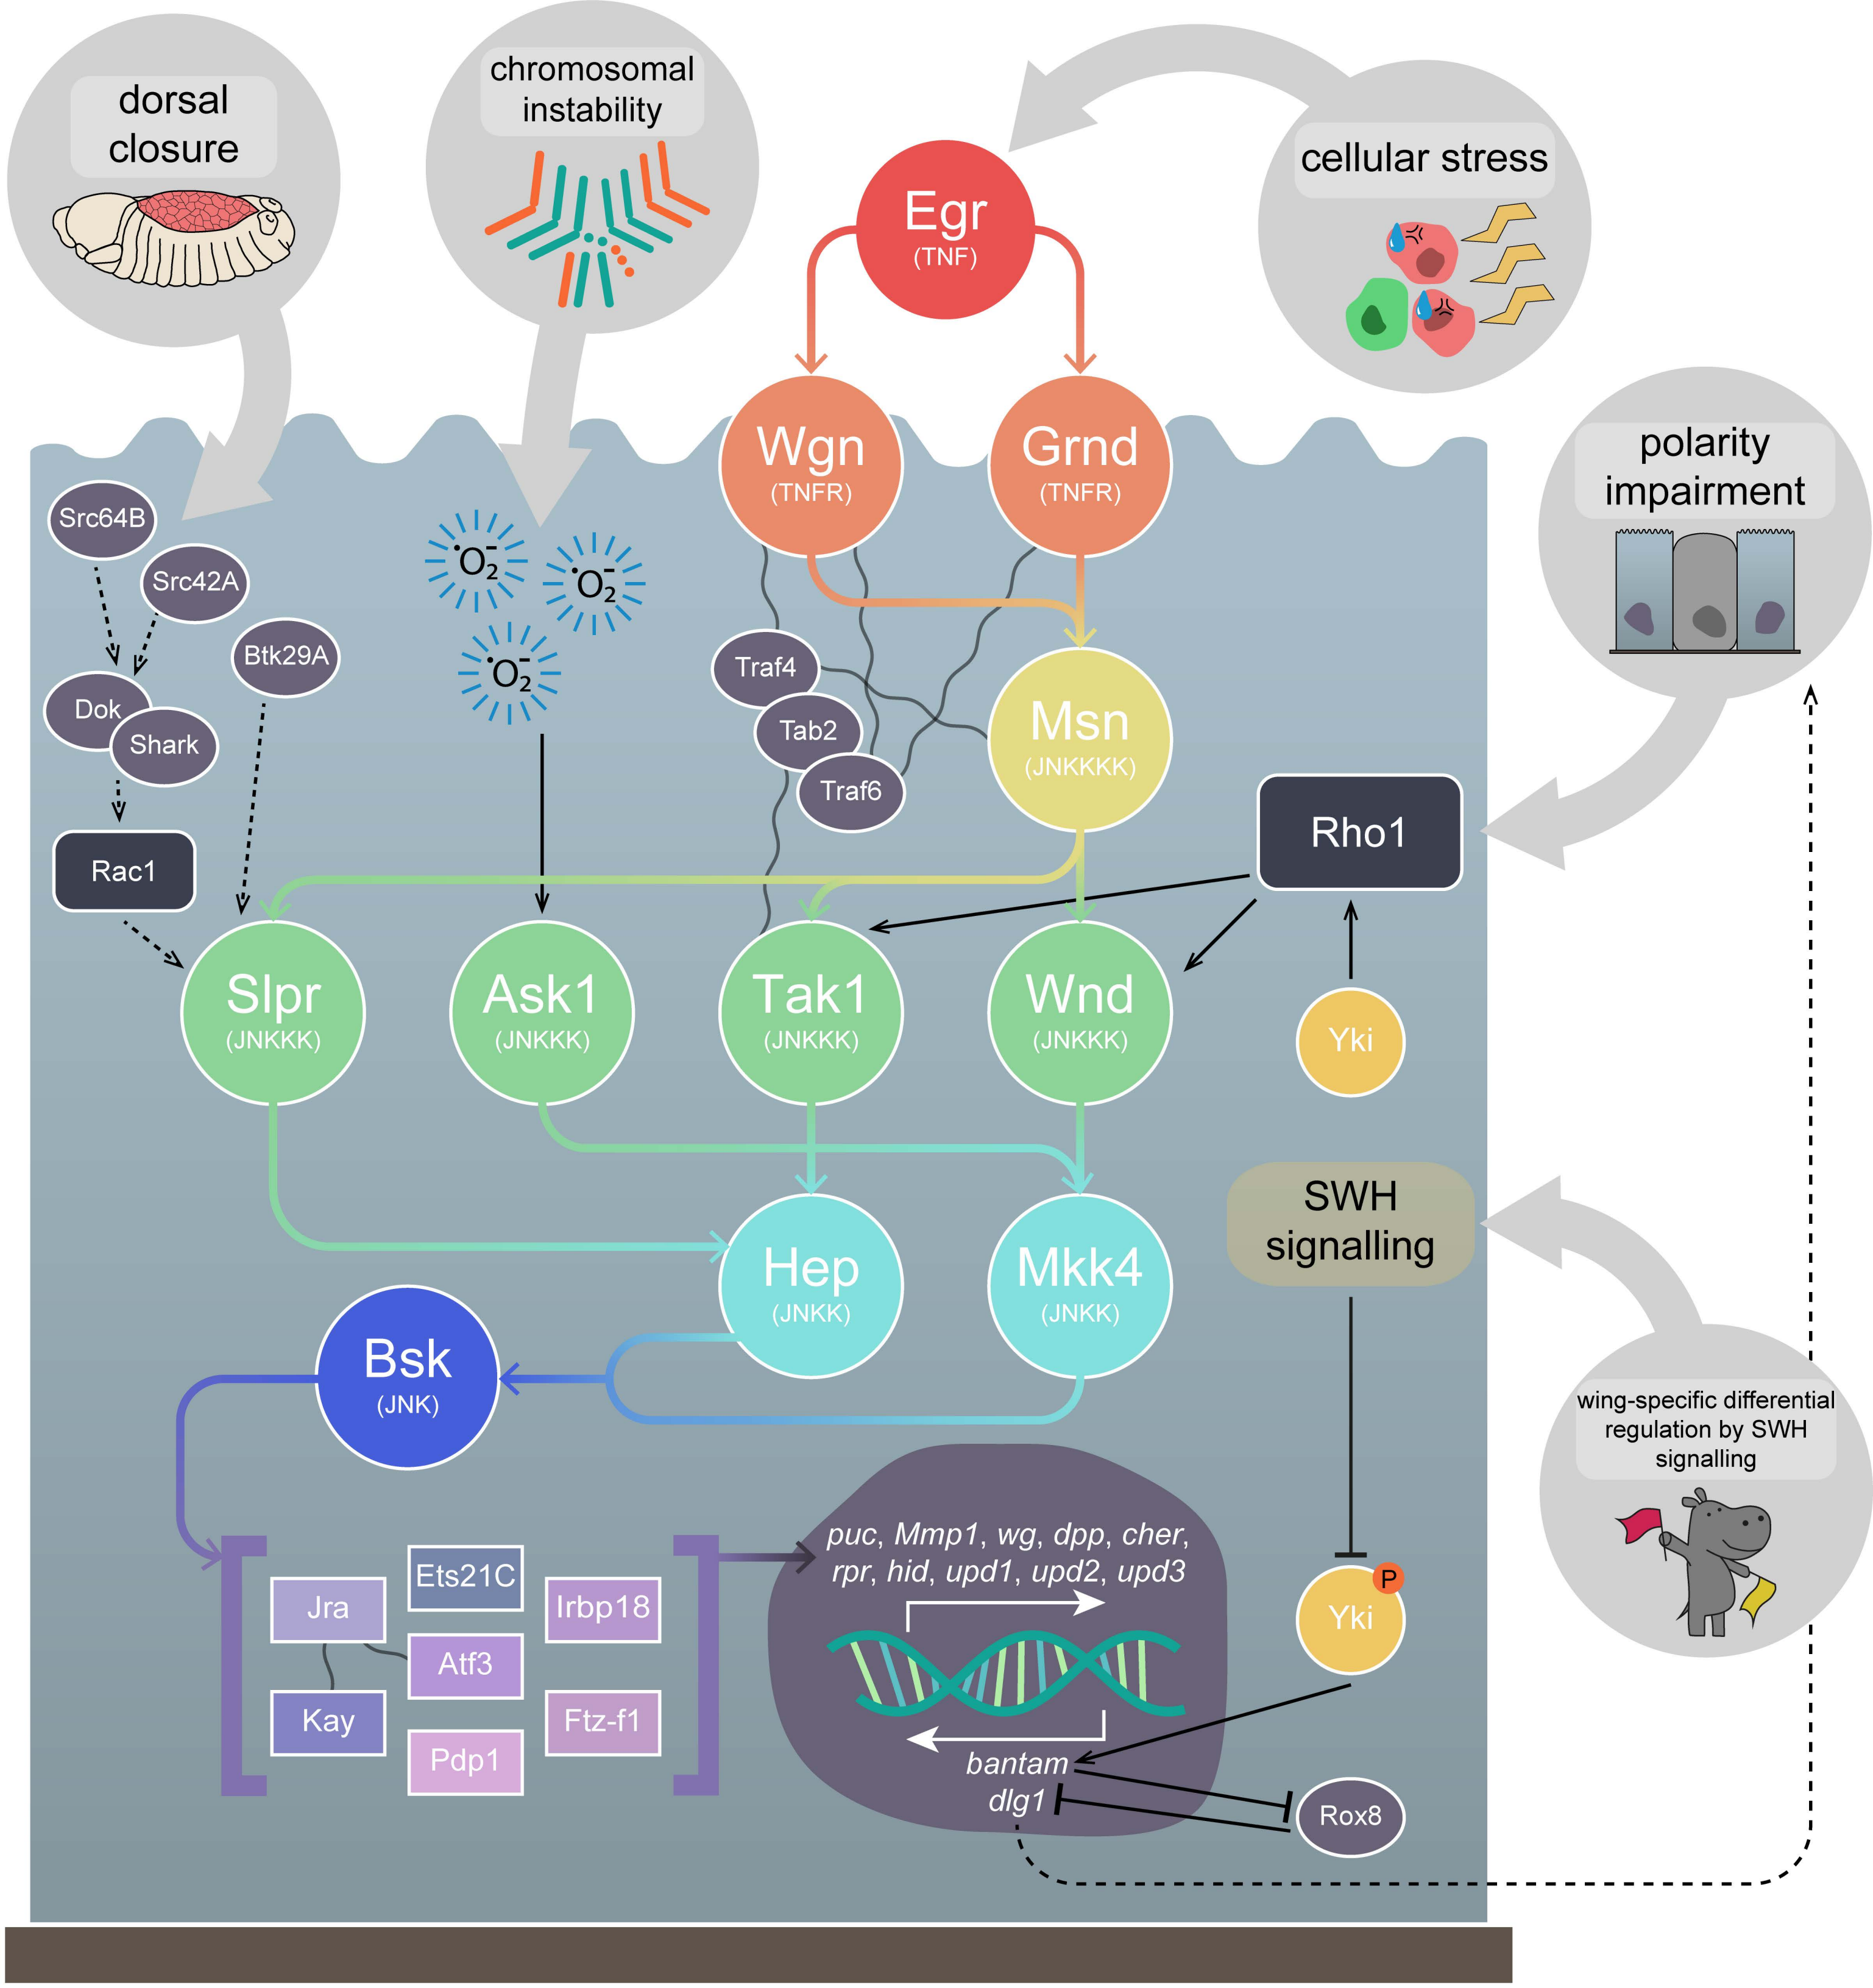 dorsal
closure
chromosomal
instability
cellular stress
Egr
(TNF)
polarity
impairment
Wgn
(TNFR)
Grnd
(TNFR)
Src64B
Src42A
Btk29A
Dok
Shark
Rac1
•O2−
•O2−
•O2−
Traf4
Tab2
Traf6
Msn
(JNKKKK)
Rho1
Slpr
(JNKKK)
Ask1
(JNKKK)
Tak1
(JNKKK)
Wnd
(JNKKK)
Yki
SWH
signalling
Hep
(JNKK)
Mkk4
(JNKK)
Bsk
(JNK)
wing-specific differential
regulation by SWH
signalling
puc, Mmp1, wg, dpp, cher,
rpr, hid, upd1, upd2, upd3
Ets21C
Jra
Irbp18
Atf3
Kay
Ftz-f1
Pdp1
P
Yki
bantam
dlg1
Rox8